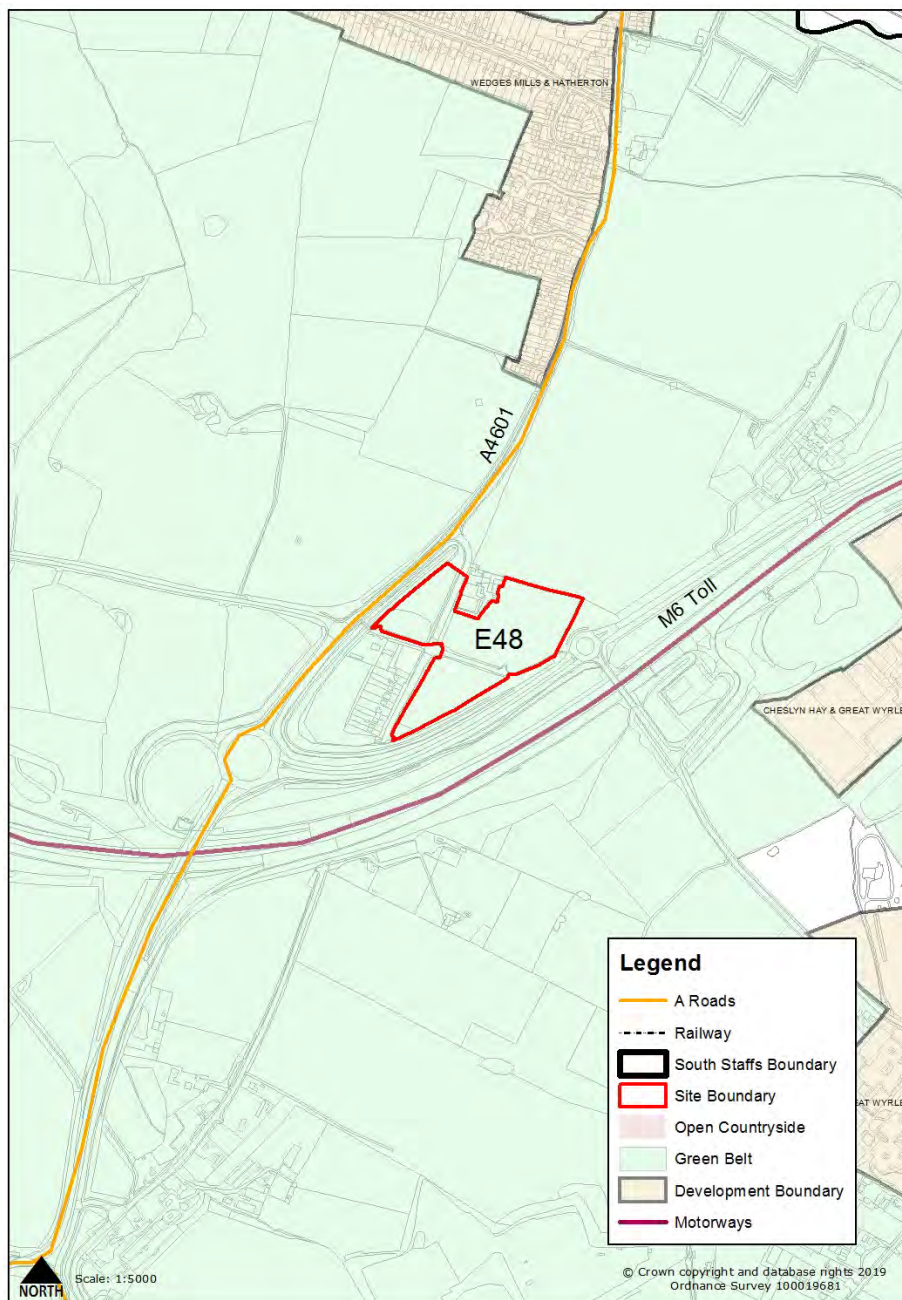 WEDGES MILLS & HATHERTON
A4601
M6 Toll
E48
CHESLYN HAY & GREAT WYRLE
Legend
A Roads
Railway
South Staffs Boundary
Site Boundary
Open Countryside
Green Belt
Development Boundary
Motorways
EAT WYRLE
NORTH
Scale: 1:5000
© Crown copyright and database rights 2019
Ordnance Survey 100019681